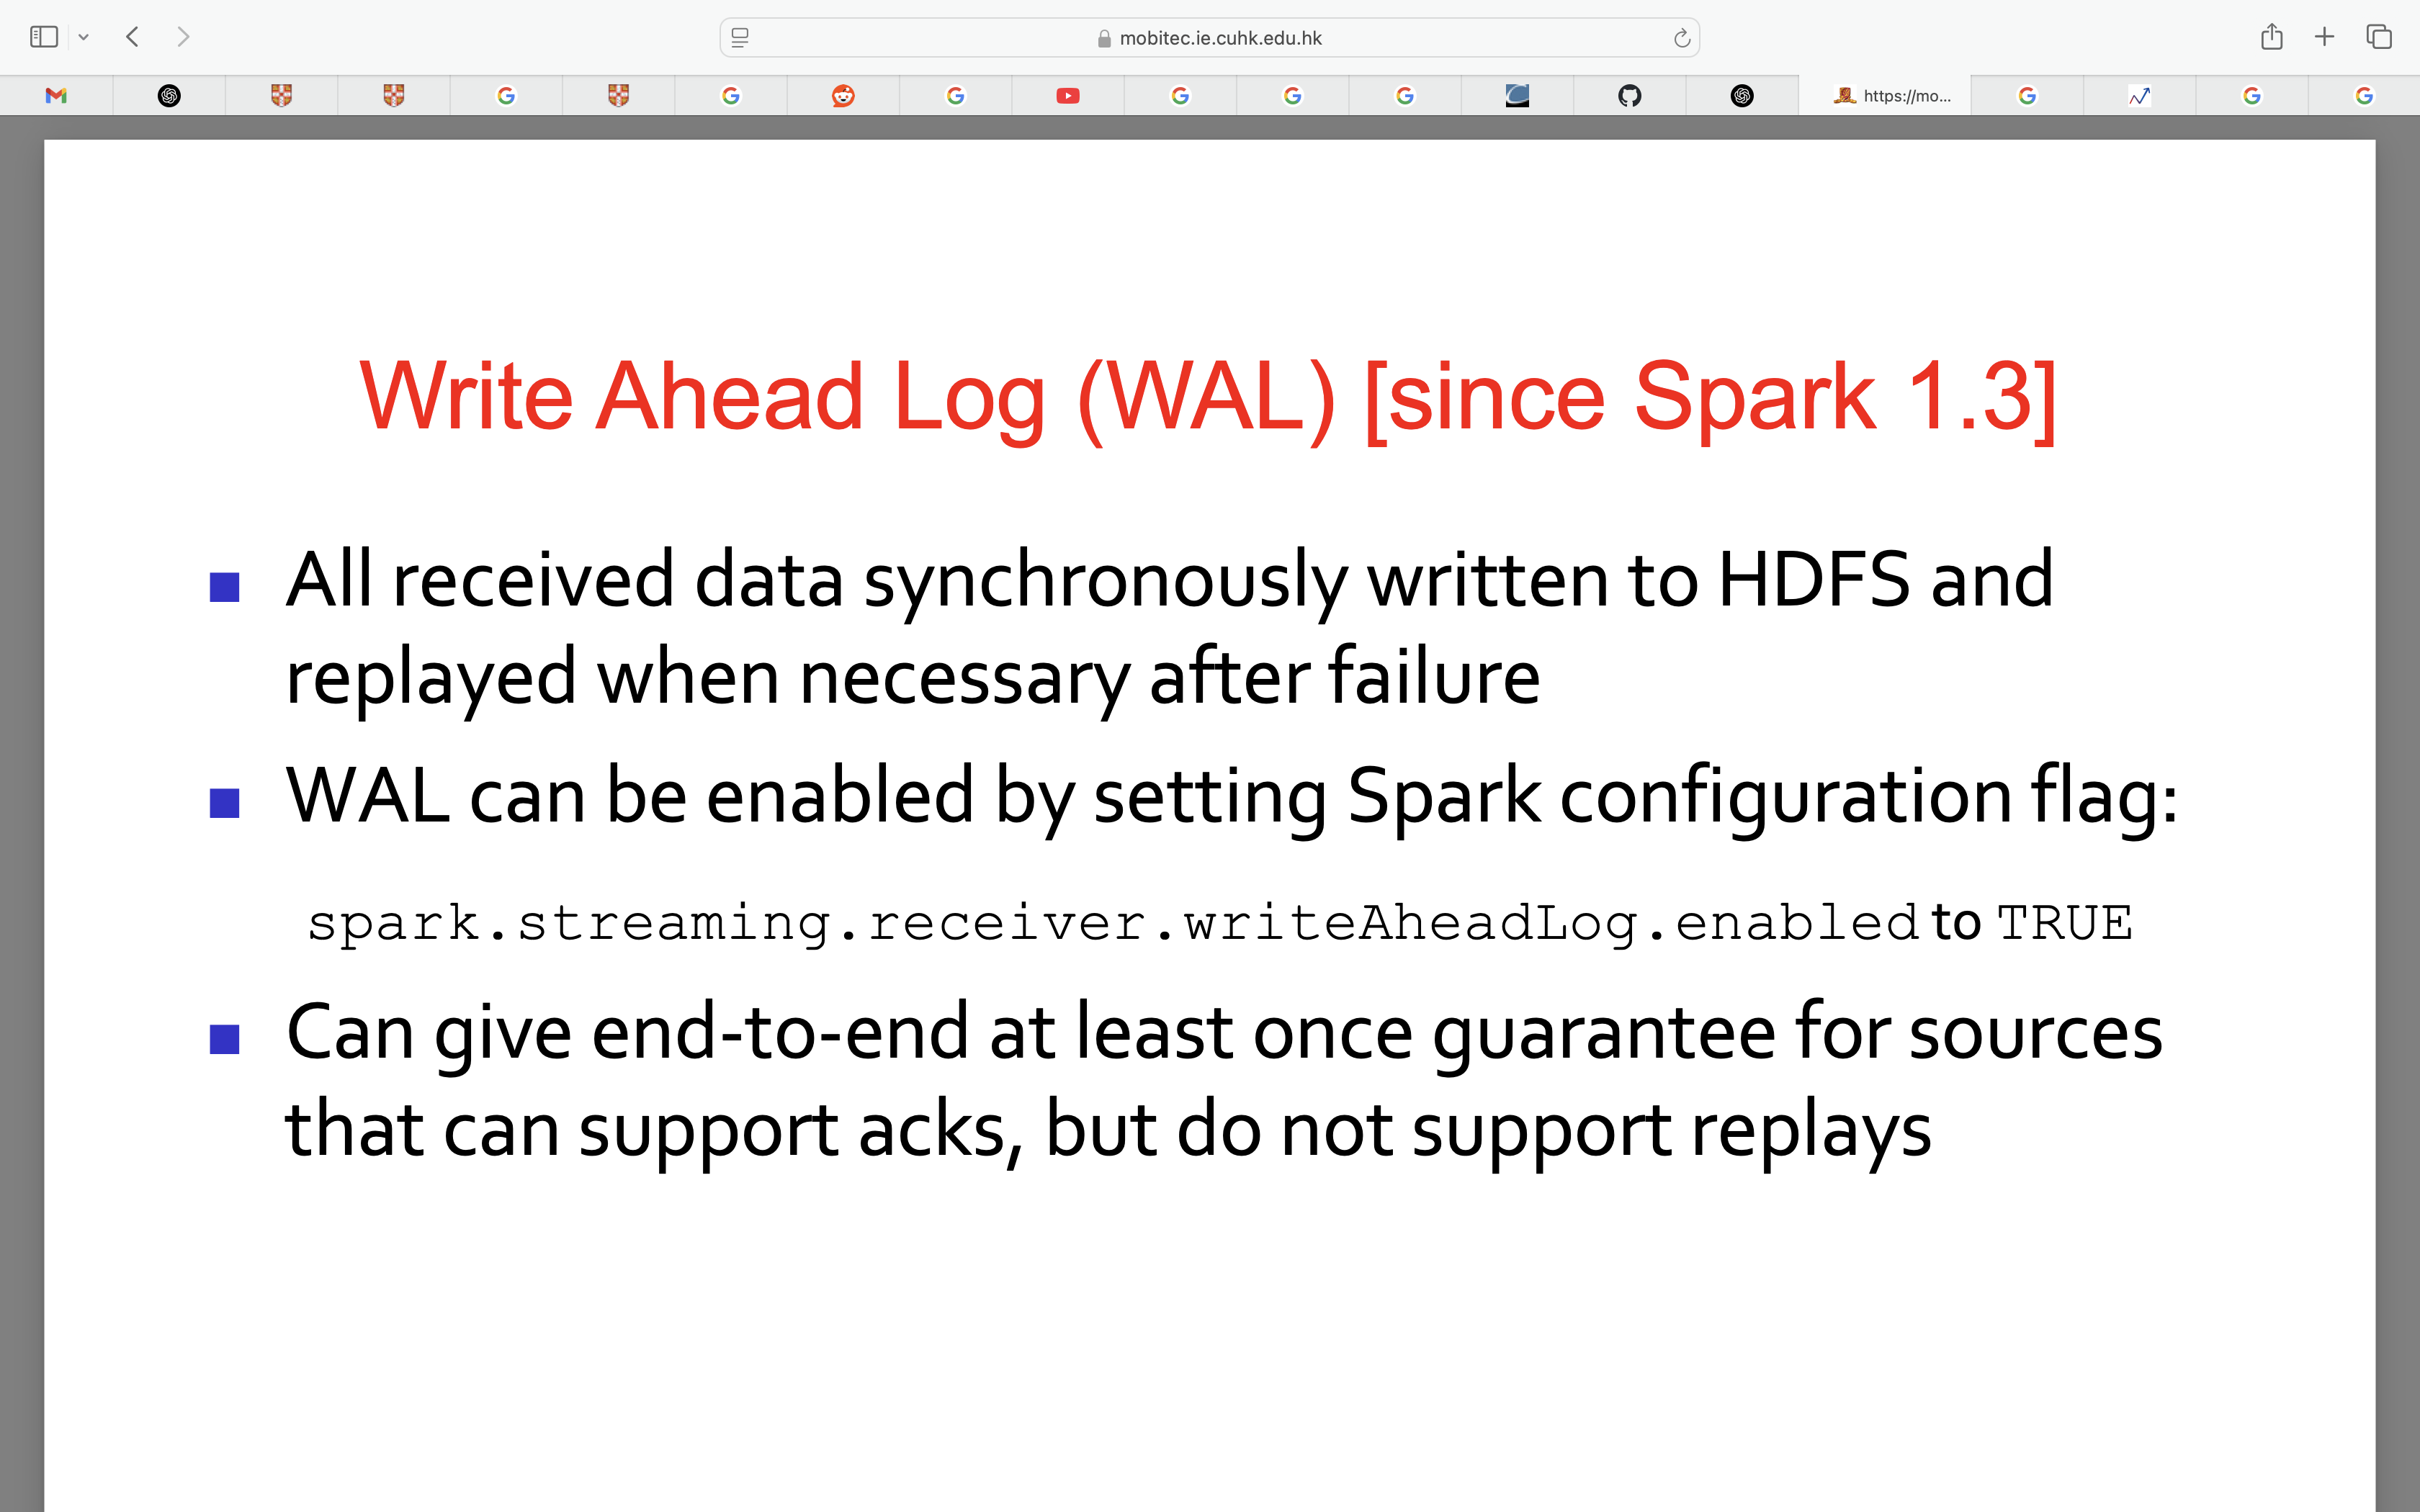 mobitec.ie.cuhk.edu.hk
https://mo...
Write Ahead Log (WAL) [since Spark 1.3]
All received data synchronously written to HDFS and
replayed when necessary after failure
WAL can be enabled by setting Spark configuration flag:
spark.streaming.receiver.writeAheadLog.enabled to TRUE
Can give end-to-end at least once guarantee for sources
that can support acks, but do not support replays